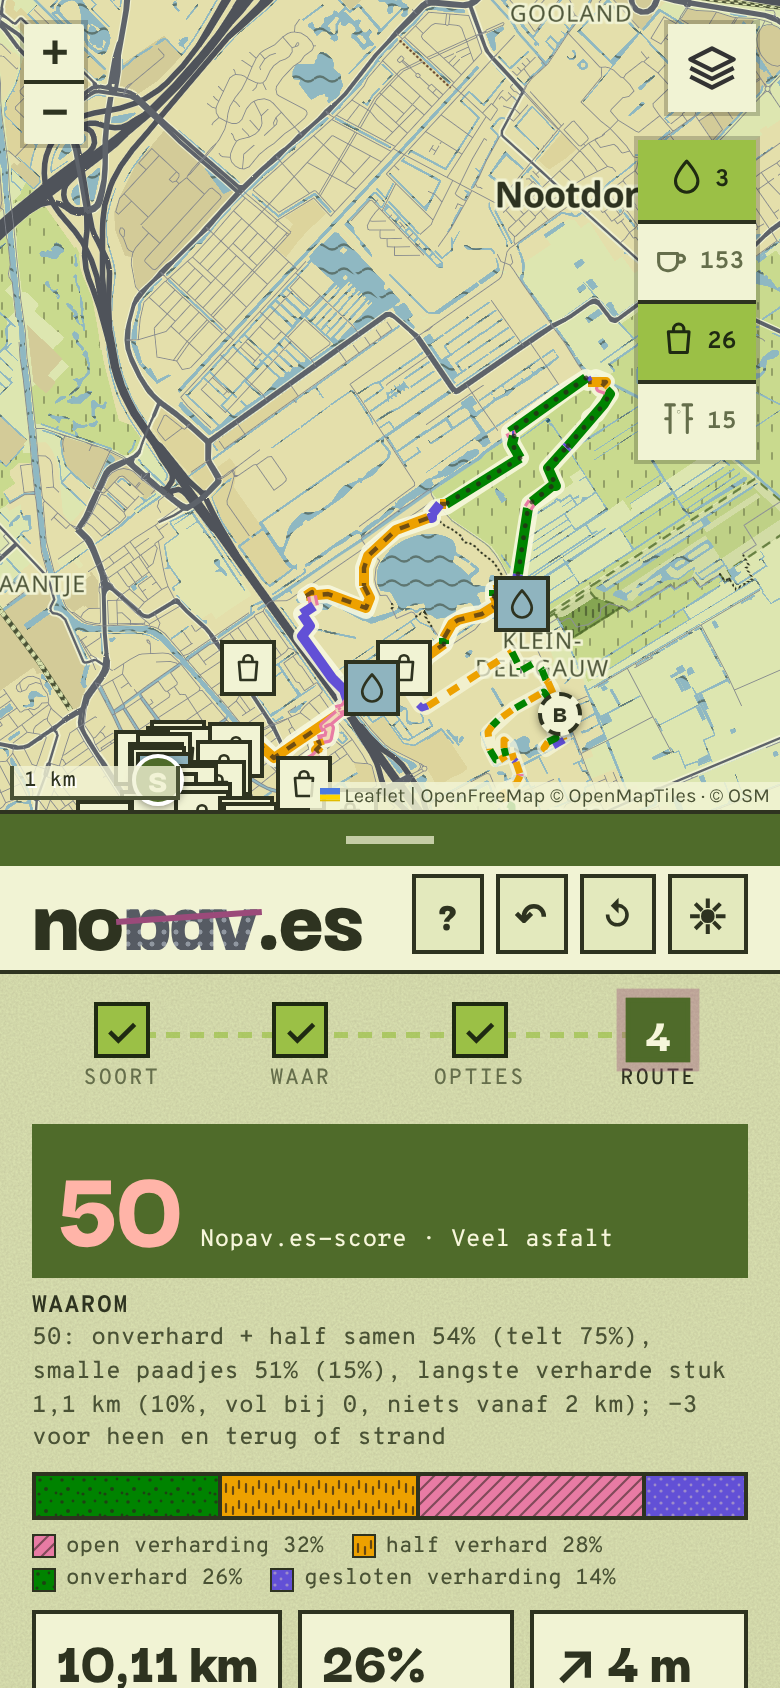 GOOLAND
+
−
3
Nootdor
153
26
15
AANTJE
KLEIN-
DELFGAUW
B
1 km
S
Leaflet | OpenFreeMap © OpenMapTiles · © OSM
nopav.es
?
4
SOORT WAAR OPTIES ROUTE
50 Nopav.es-score · Veel asfalt
WAAROM
50: onverhard + half samen 54% (telt 75%),
smalle paadjes 51% (15%), langste verharde stuk
1,1 km (10%, vol bij 0, niets vanaf 2 km); −3
voor heen en terug of strand
open verharding 32% half verhard 28%
onverhard 26% gesloten verharding 14%
10,11 km 26% ↗ 4 m